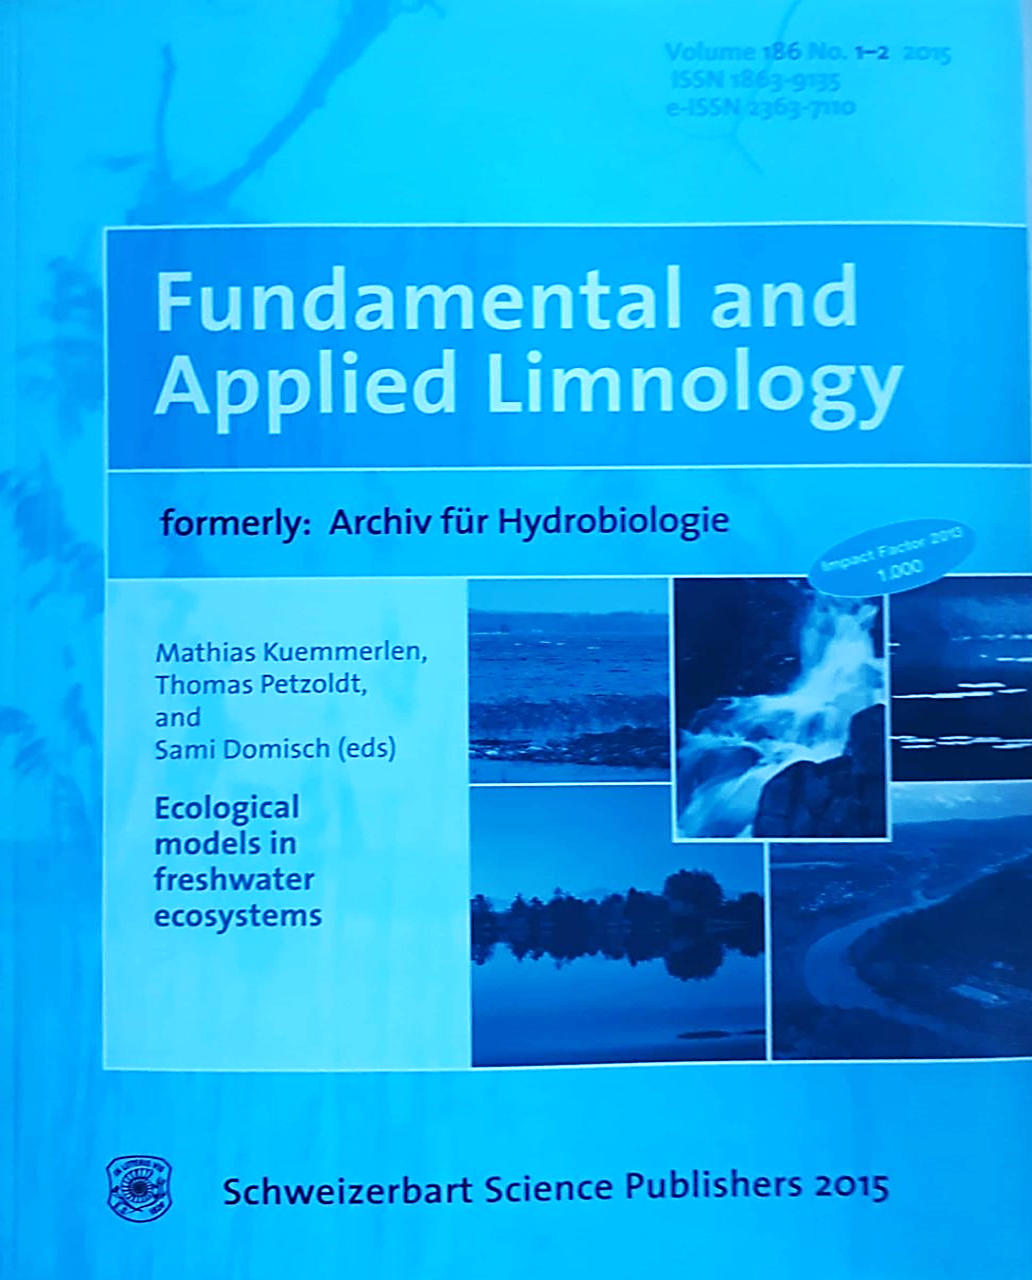 Volume 186 No. 1–2 2015
ISSN 1863-9135
e-ISSN 2363-7110
Fundamental and
Applied Limnology
formerly: Archiv für Hydrobiologie
Impact Factor 2013
1.000
Mathias Kuemmerlen,
Thomas Petzoldt,
and
Sami Domisch (eds)
Ecological
models in
freshwater
ecosystems
Schweizerbart Science Publishers 2015